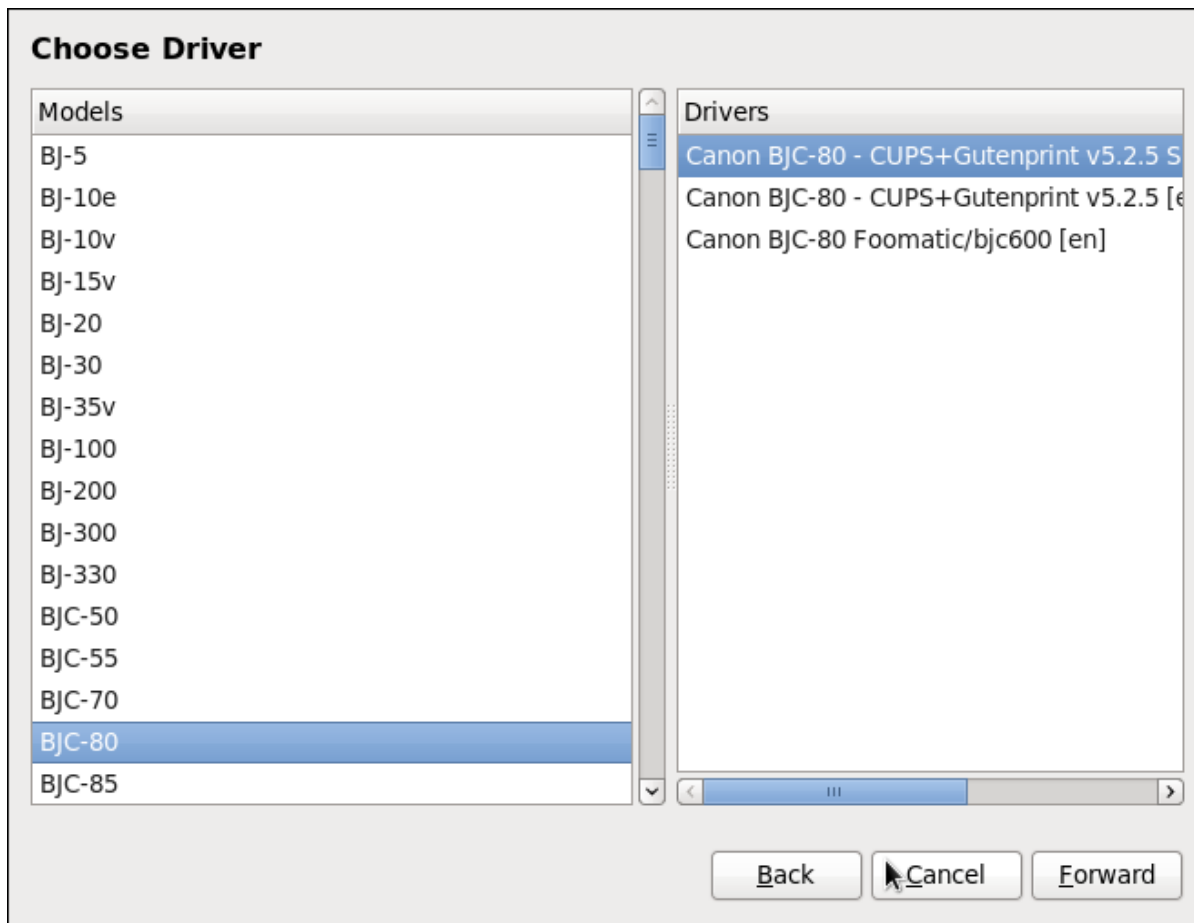 Choose Driver
Models
BJ-5
BJ-10e
BJ-10v
BJ-15v
BJ-20
BJ-30
BJ-35v
BJ-100
BJ-200
BJ-300
BJ-330
BJC-50
BJC-55
BJC-70
BJC-80
BJC-85
Drivers
Canon BJC-80 - CUPS+Gutenprint v5.2.5 S
Canon BJC-80 - CUPS+Gutenprint v5.2.5 [e
Canon BJC-80 Foomatic/bjc600 [en]
Back
Cancel
Forward